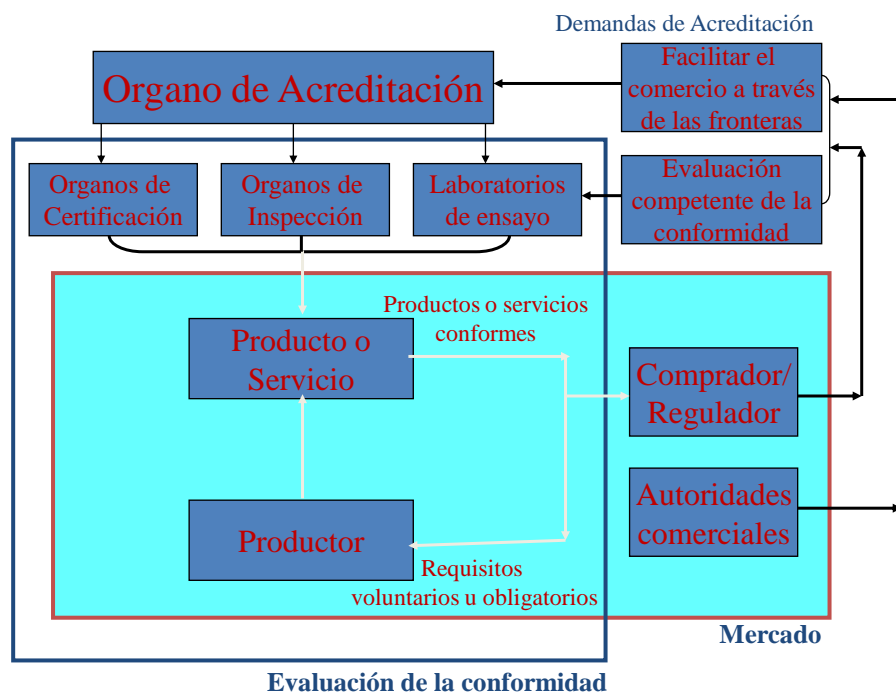 Demandas de Acreditación
Organo de Acreditación
Facilitar el
comercio a través
de las fronteras
Organos de
Certificación
Organos de
Inspección
Laboratorios
de ensayo
Evaluación
competente de la
conformidad
Productos o servicios
conformes
Producto o
Servicio
Comprador/
Regulador
Productor
Autoridades
comerciales
Requisitos
voluntarios u obligatorios
Mercado
Evaluación de la conformidad